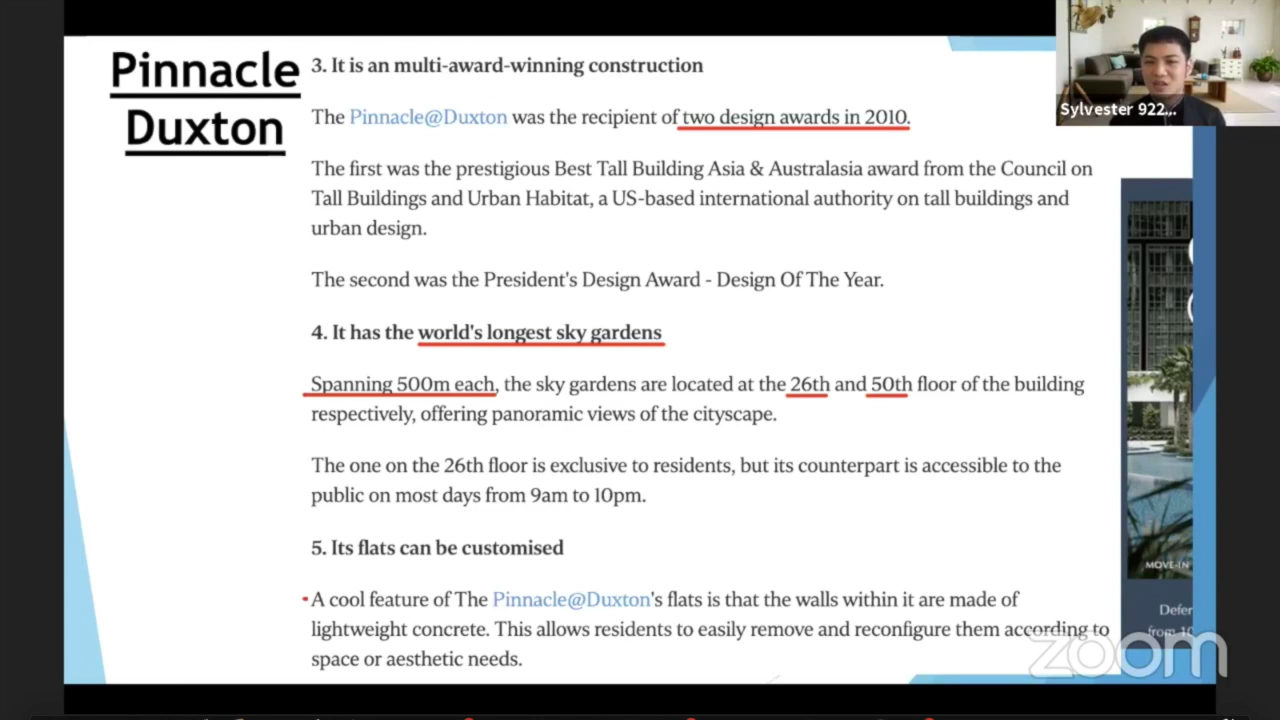 Pinnacle
Duxton
3. It is an multi-award-winning construction
The Pinnacle@Duxton was the recipient of two design awards in 2010.
The first was the prestigious Best Tall Building Asia & Australasia award from the Council on
Tall Buildings and Urban Habitat, a US-based international authority on tall buildings and
urban design.
The second was the President's Design Award - Design Of The Year.
4. It has the world's longest sky gardens
Spanning 500m each, the sky gardens are located at the 26th and 50th floor of the building
respectively, offering panoramic views of the cityscape.
The one on the 26th floor is exclusive to residents, but its counterpart is accessible to the
public on most days from 9am to 10pm.
5. Its flats can be customised
A cool feature of The Pinnacle@Duxton's flats is that the walls within it are made of
lightweight concrete. This allows residents to easily remove and reconfigure them according to
space or aesthetic needs.
Sylvester 922...
MOVE-IN
Defer
from 10
zoom